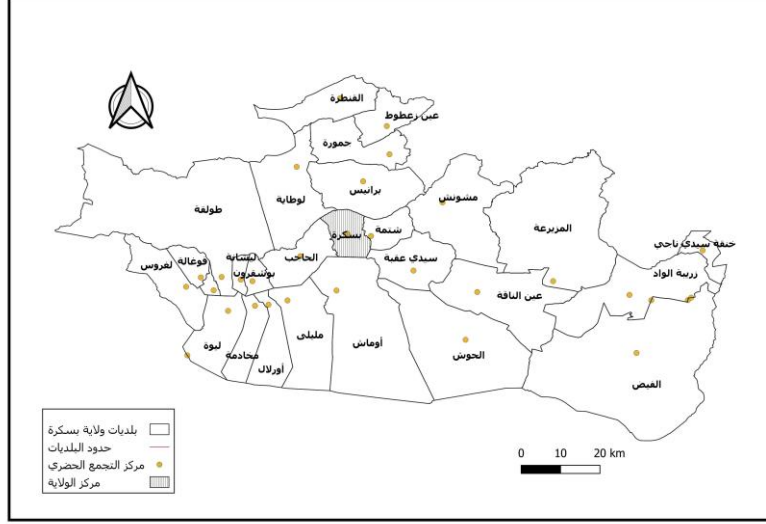 القنطرة
عين زعطوط
جمورة
برانيس
مشونش
لوطاية
طولقة
المزيرعة
شتمة
بسكرة
خنقة سيدي ناجي
سيدي عقبة
الحاجب
ليشانة
بوشقرون
فوغالة
لغروس
زريبة الواد
عين الناقة
مليلي
أوماش
ليوة
مخادمة
أورلال
الحوش
الفيض
بلديات ولاية بسكرة
حدود البلديات
مركز التجمع الحضري
مركز الولاية
0 10 20 km